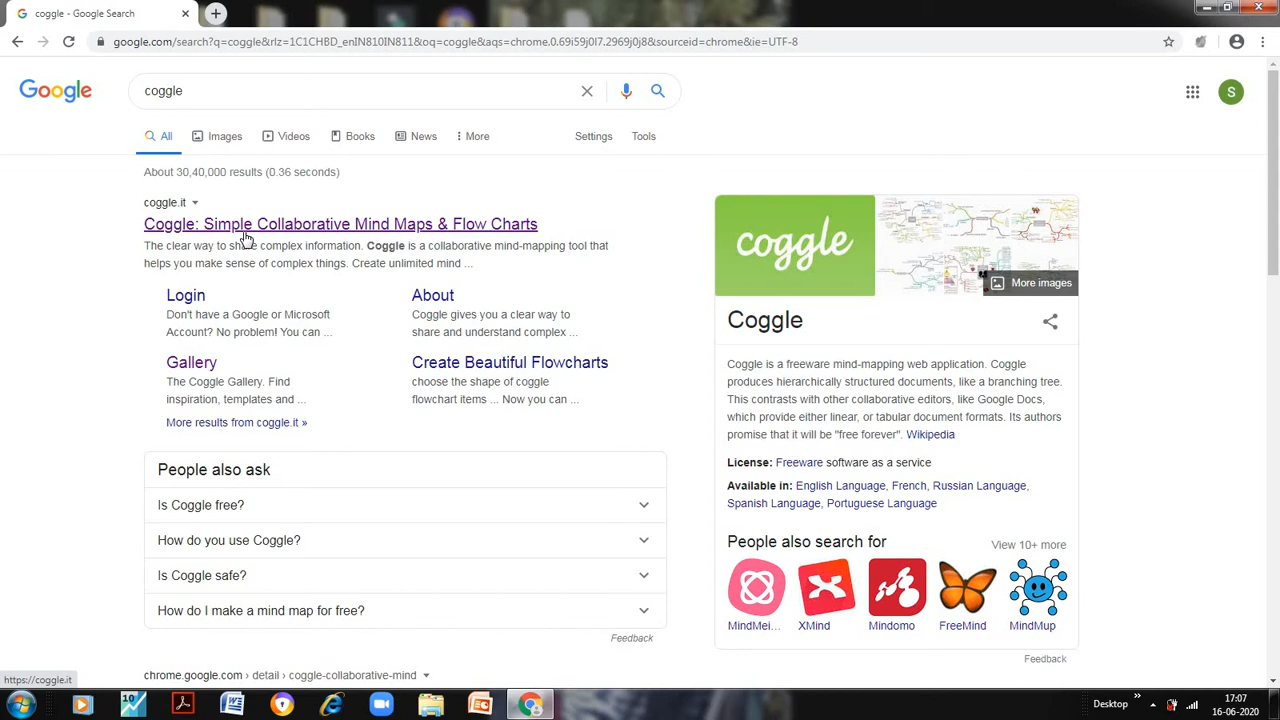 coggle - Google Search
google.com/search?q=coggle&rlz=1C1CHBD_enIN810IN811&oq=coggle&aqs=chrome.0.69i59j0l7.2969j0j8&sourceid=chrome&ie=UTF-8
Google
coggle
S
All
Images
Videos
Books
News
More
Settings
Tools
About 30,40,000 results (0.36 seconds)
coggle.it
Coggle: Simple Collaborative Mind Maps & Flow Charts
The clear way to share complex information. Coggle is a collaborative mind-mapping tool that
helps you make sense of complex things. Create unlimited mind ...
Login
Don't have a Google or Microsoft
Account? No problem! You can ...
About
Coggle gives you a clear way to
share and understand complex ...
Gallery
The Coggle Gallery. Find
inspiration, templates and ...
Create Beautiful Flowcharts
choose the shape of coggle
flowchart items ... Now you can ...
More results from coggle.it »
People also ask
Is Coggle free?
How do you use Coggle?
Is Coggle safe?
How do I make a mind map for free?
Feedback
chrome.google.com › detail › coggle-collaborative-mind
coggle
More images
Coggle
Coggle is a freeware mind-mapping web application. Coggle
produces hierarchically structured documents, like a branching tree.
This contrasts with other collaborative editors, like Google Docs,
which provide either linear, or tabular document formats. Its authors
promise that it will be "free forever". Wikipedia
License: Freeware software as a service
Available in: English Language, French, Russian Language,
Spanish Language, Portuguese Language
People also search for
View 10+ more
MindMei...
XMind
Mindomo
FreeMind
MindMup
Feedback
https://coggle.it
10
Desktop
17:07
16-06-2020